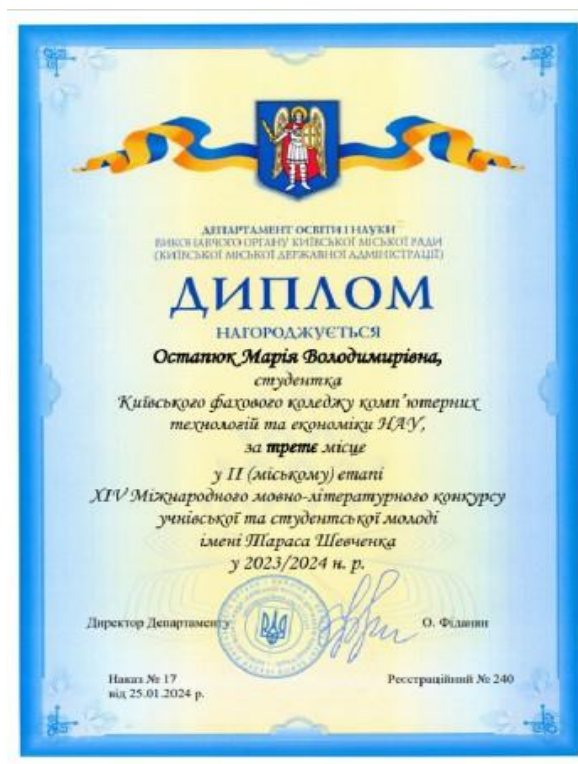 ДЕПАРТАМЕНТ ОСВІТИ І НАУКИ
ВИКОНАВЧОГО ОРГАНУ КИЇВСЬКОЇ МІСЬКОЇ РАДИ
(КИЇВСЬКОЇ МІСЬКОЇ ДЕРЖАВНОЇ АДМІНІСТРАЦІЇ)
ДИПЛОМ
НАГОРОДЖУЄТЬСЯ
Остапюк Марія Володимирівна,
студентка
Київського фахового коледжу комп’ютерних
технологій та економіки НАУ,
за третє місце
у ІІ (міському) етапі
XIV Міжнародного мовно-літературного конкурсу
учнівської та студентської молоді
імені Тараса Шевченка
у 2023/2024 н. р.
Директор Департаменту О. Фіданян
Наказ № 17 Реєстраційний № 240
від 25.01.2024 р.